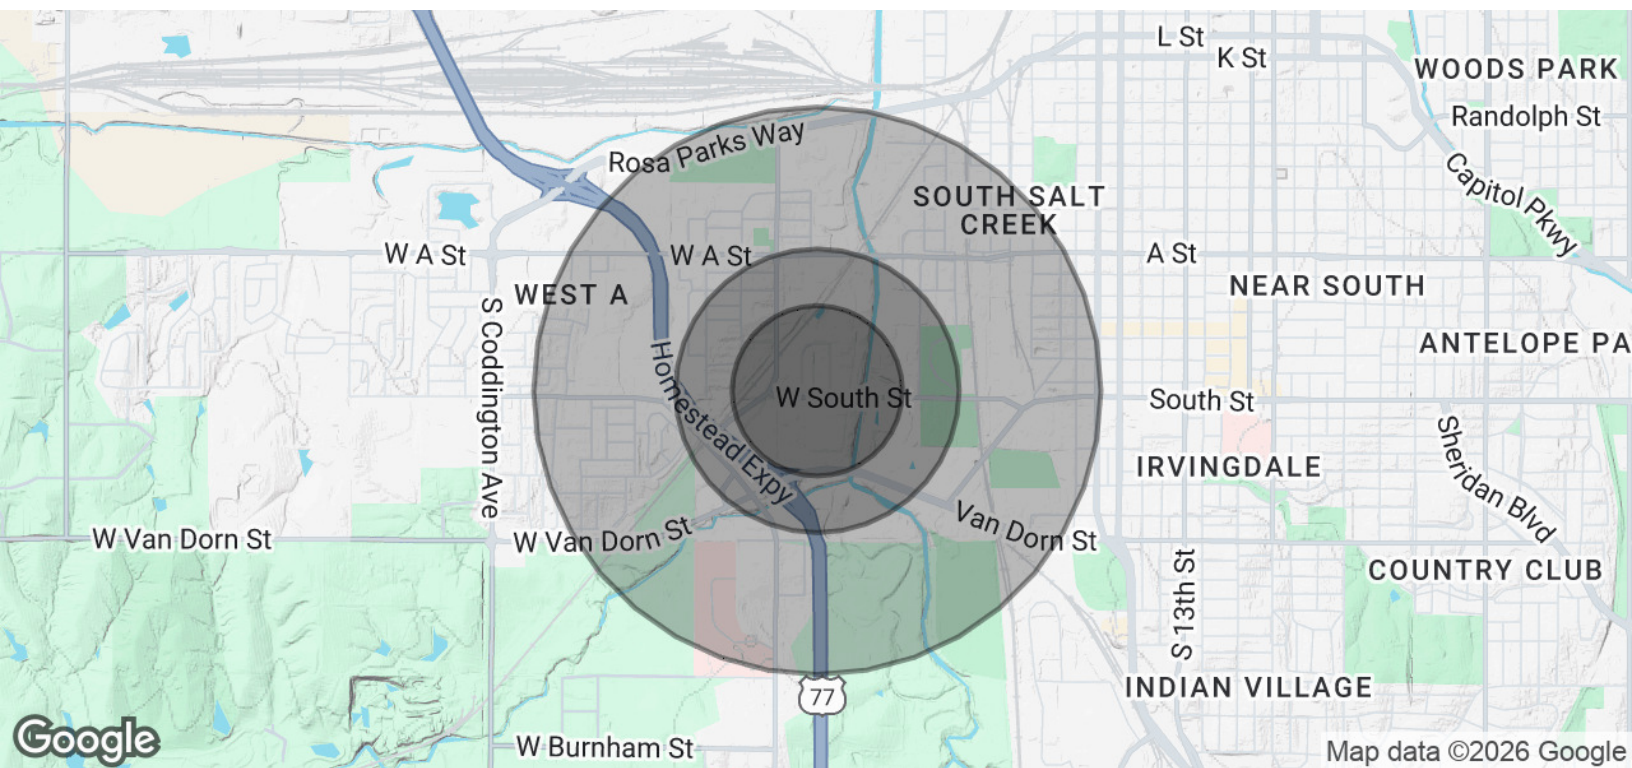 L St
K St
WOODS PARK
Randolph St
Rosa Parks Way
Capitol Pkwy
SOUTH SALT
CREEK
W A St
W A St
A St
WEST A
NEAR SOUTH
S Coddington Ave
ANTELOPE PA
Homestead Expy
W South St
South St
Sheridan Blvd
IRVINGDALE
W Van Dorn St
W Van Dorn St
Van Dorn St
S 13th St
COUNTRY CLUB
77
INDIAN VILLAGE
Google
W Burnham St
Map data ©2026 Google